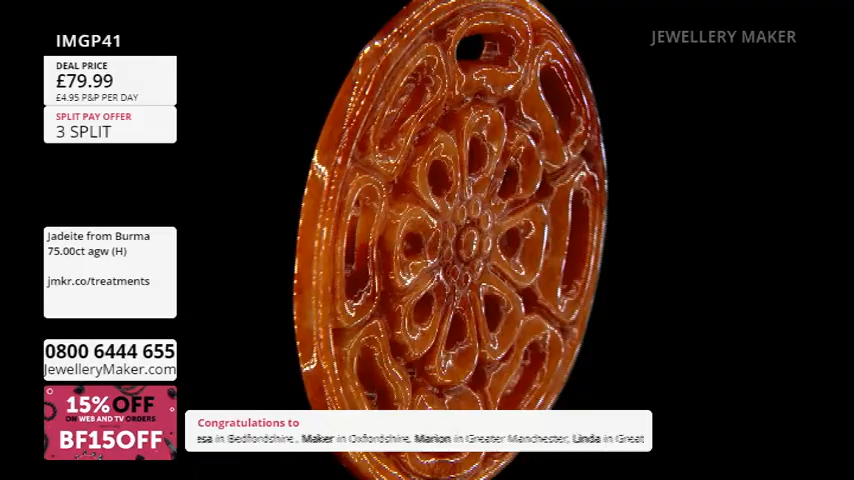 IMGP41
JEWELLERY MAKER
DEAL PRICE
£79.99
£4.95 P&P PER DAY
SPLIT PAY OFFER
3 SPLIT
Jadeite from Burma
75.00ct agw (H)
jmkr.co/treatments
0800 6444 655
JewelleryMaker.com
15% OFF
ON WEB AND TV ORDERS
BF15OFF
Congratulations to
esa in Bedfordshire, Maker in Oxfordshire, Marion in Greater Manchester, Linda in Great